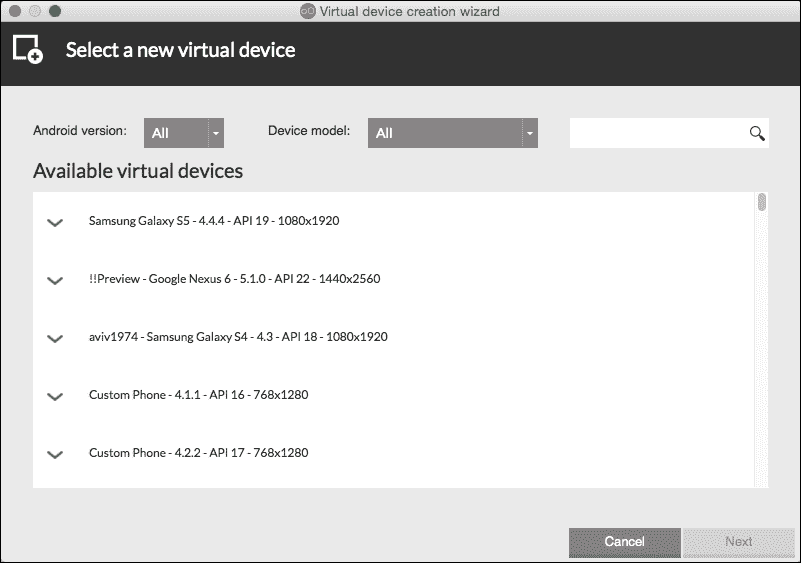 Virtual device creation wizard
Select a new virtual device
Android version: All Device model: All
Available virtual devices
Samsung Galaxy S5 - 4.4.4 - API 19 - 1080x1920
!!Preview - Google Nexus 6 - 5.1.0 - API 22 - 1440x2560
aviv1974 - Samsung Galaxy S4 - 4.3 - API 18 - 1080x1920
Custom Phone - 4.1.1 - API 16 - 768x1280
Custom Phone - 4.2.2 - API 17 - 768x1280
Cancel Next